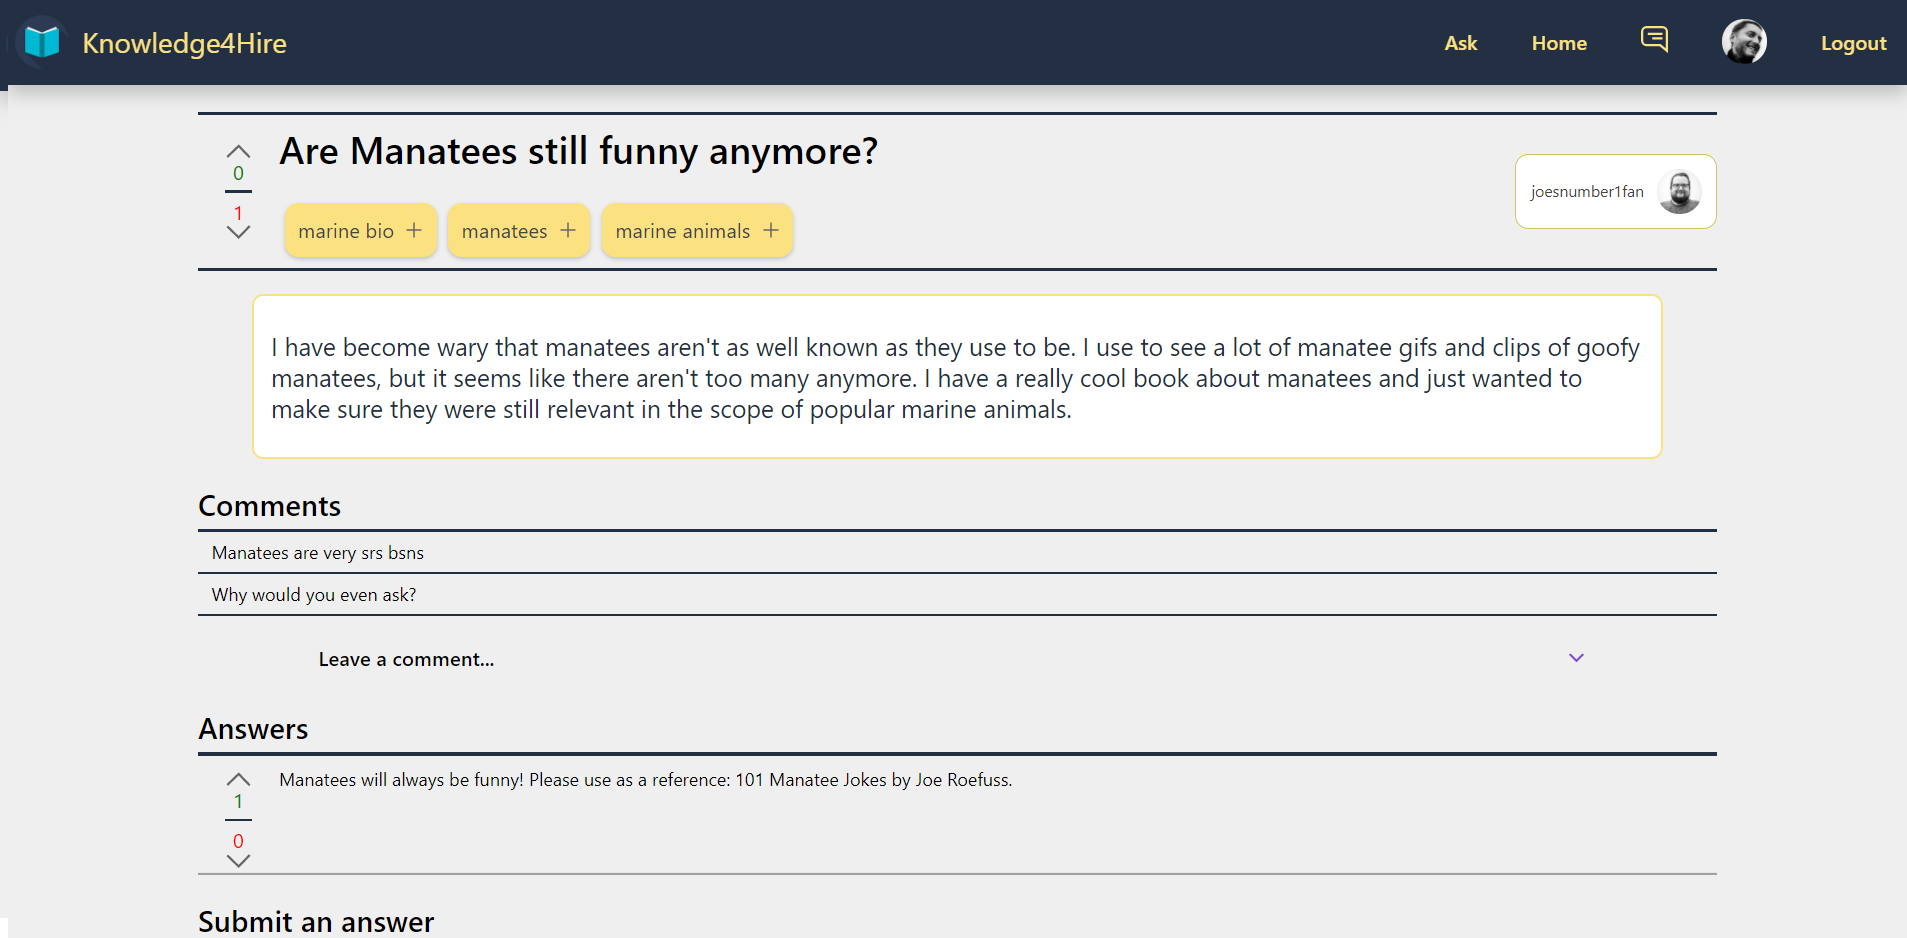 Knowledge4Hire
Ask
Home
Logout
Are Manatees still funny anymore?
0
1
marine bio +
manatees +
marine animals +
joesnumber1fan
I have become wary that manatees aren't as well known as they use to be. I use to see a lot of manatee gifs and clips of goofy
manatees, but it seems like there aren't too many anymore. I have a really cool book about manatees and just wanted to
make sure they were still relevant in the scope of popular marine animals.
Comments
Manatees are very srs bsns
Why would you even ask?
Leave a comment...
Answers
1
0
Manatees will always be funny! Please use as a reference: 101 Manatee Jokes by Joe Roefuss.
Submit an answer